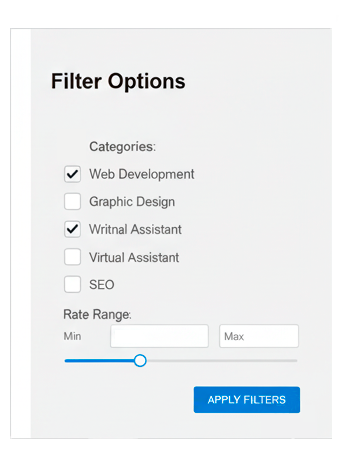 Filter Options
Categories:
Web Development
Graphic Design
Writnal Assistant
Virtual Assistant
SEO
Rate Range:
Min Max
APPLY FILTERS